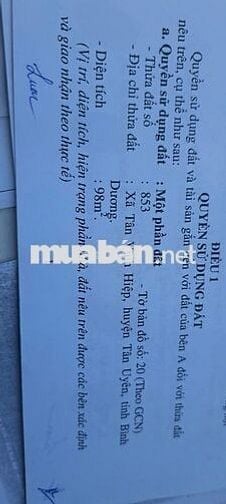 ĐIỀU 1
QUYỀN SỬ DỤNG ĐẤT
Quyền sử dụng đất và tài sản gắn liền với đất của bên A đối với thửa đất
nêu trên, cụ thể như sau:
a. Quyền sử dụng đất : Một phần đất
- Thửa đất số : 853 - Tờ bản đồ số: 20 (Theo GCN)
- Địa chỉ thửa đất : Xã Tân Hiệp, huyện Tân Uyên, tỉnh Bình
Dương.
- Diện tích : 98m²
(Vị trí, diện tích, hiện trạng phần đất nêu trên được các bên xác định
và giao nhận theo thực tế)
muaban.net